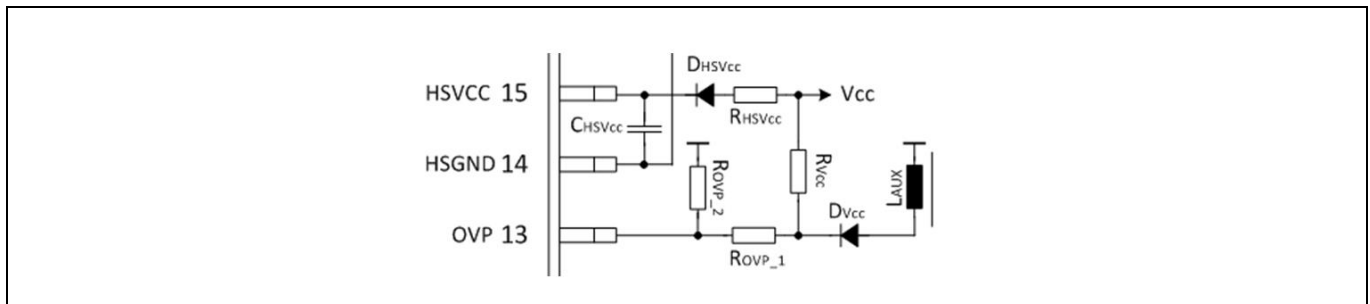 DHSVcc
HSVCC 15
Vcc
RHSVcc
CHSVcc
HSGND 14
ROVP_2
RVcc
LAUX
DVcc
OVP 13
ROVP_1